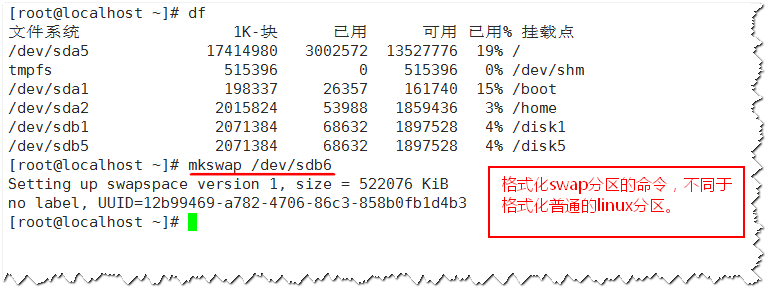 [root@localhost ~]# df
文件系统 1K-块 已用 可用 已用% 挂载点
/dev/sda5 17414980 3002572 13527776 19% /
tmpfs 515396 0 515396 0% /dev/shm
/dev/sda1 198337 26357 161740 15% /boot
/dev/sda2 2015824 53988 1859436 3% /home
/dev/sdb1 2071384 68632 1897528 4% /disk1
/dev/sdb5 2071384 68632 1897528 4% /disk5
[root@localhost ~]# mkswap /dev/sdb6
Setting up swapspace version 1, size = 522076 KiB
no label, UUID=12b99469-a782-4706-86c3-858b0fb1d4b3
[root@localhost ~]#
格式化swap分区的命令，不同于
格式化普通的linux分区。